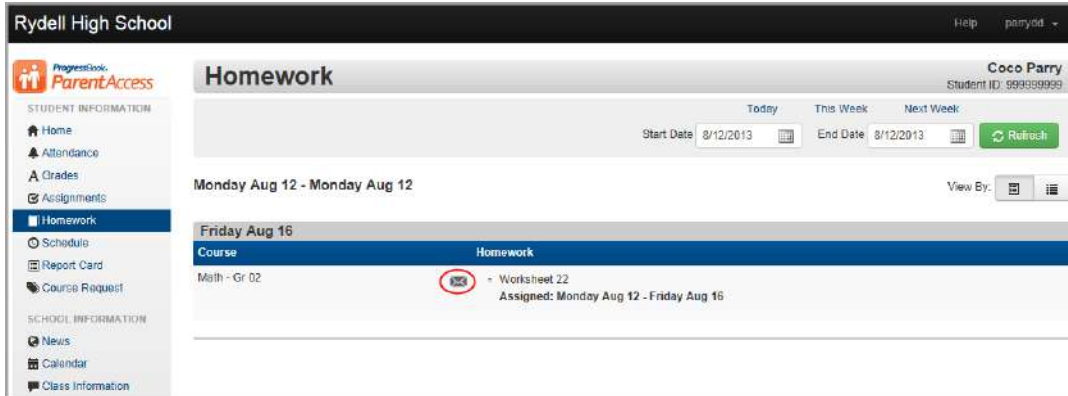 Rydell High School
Help parrydd
ProgressBook.
ParentAccess
Homework
Coco Parry
Student ID: 999999999
STUDENT INFORMATION
Home
Attendance
Grades
Assignments
Homework
Schedule
Report Card
Course Request
SCHOOL INFORMATION
News
Calendar
Class Information
Today This Week Next Week
Start Date 8/12/2013 End Date 8/12/2013 Refresh
Monday Aug 12 - Monday Aug 12
View By:
Friday Aug 16
Course Homework
Math - Gr 02
- Worksheet 22
Assigned: Monday Aug 12 - Friday Aug 16